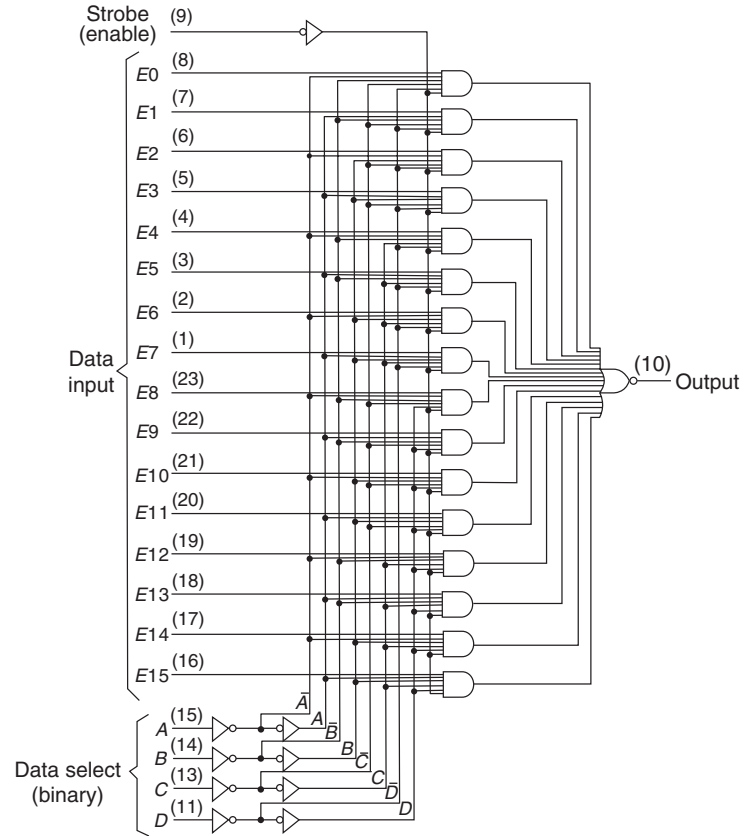 Strobe (9)
(enable)
E0 (8)
E1 (7)
E2 (6)
E3 (5)
E4 (4)
E5 (3)
E6 (2)
E7 (1)
Data
input
(10)
Output
E8 (23)
E9 (22)
E10 (21)
E11 (20)
E12 (19)
E13 (18)
E14 (17)
E15 (16)
A̅
A (15) A
B̅
B (14) B
C̅
Data select
(binary)
C (13) C
D̅
D (11) D